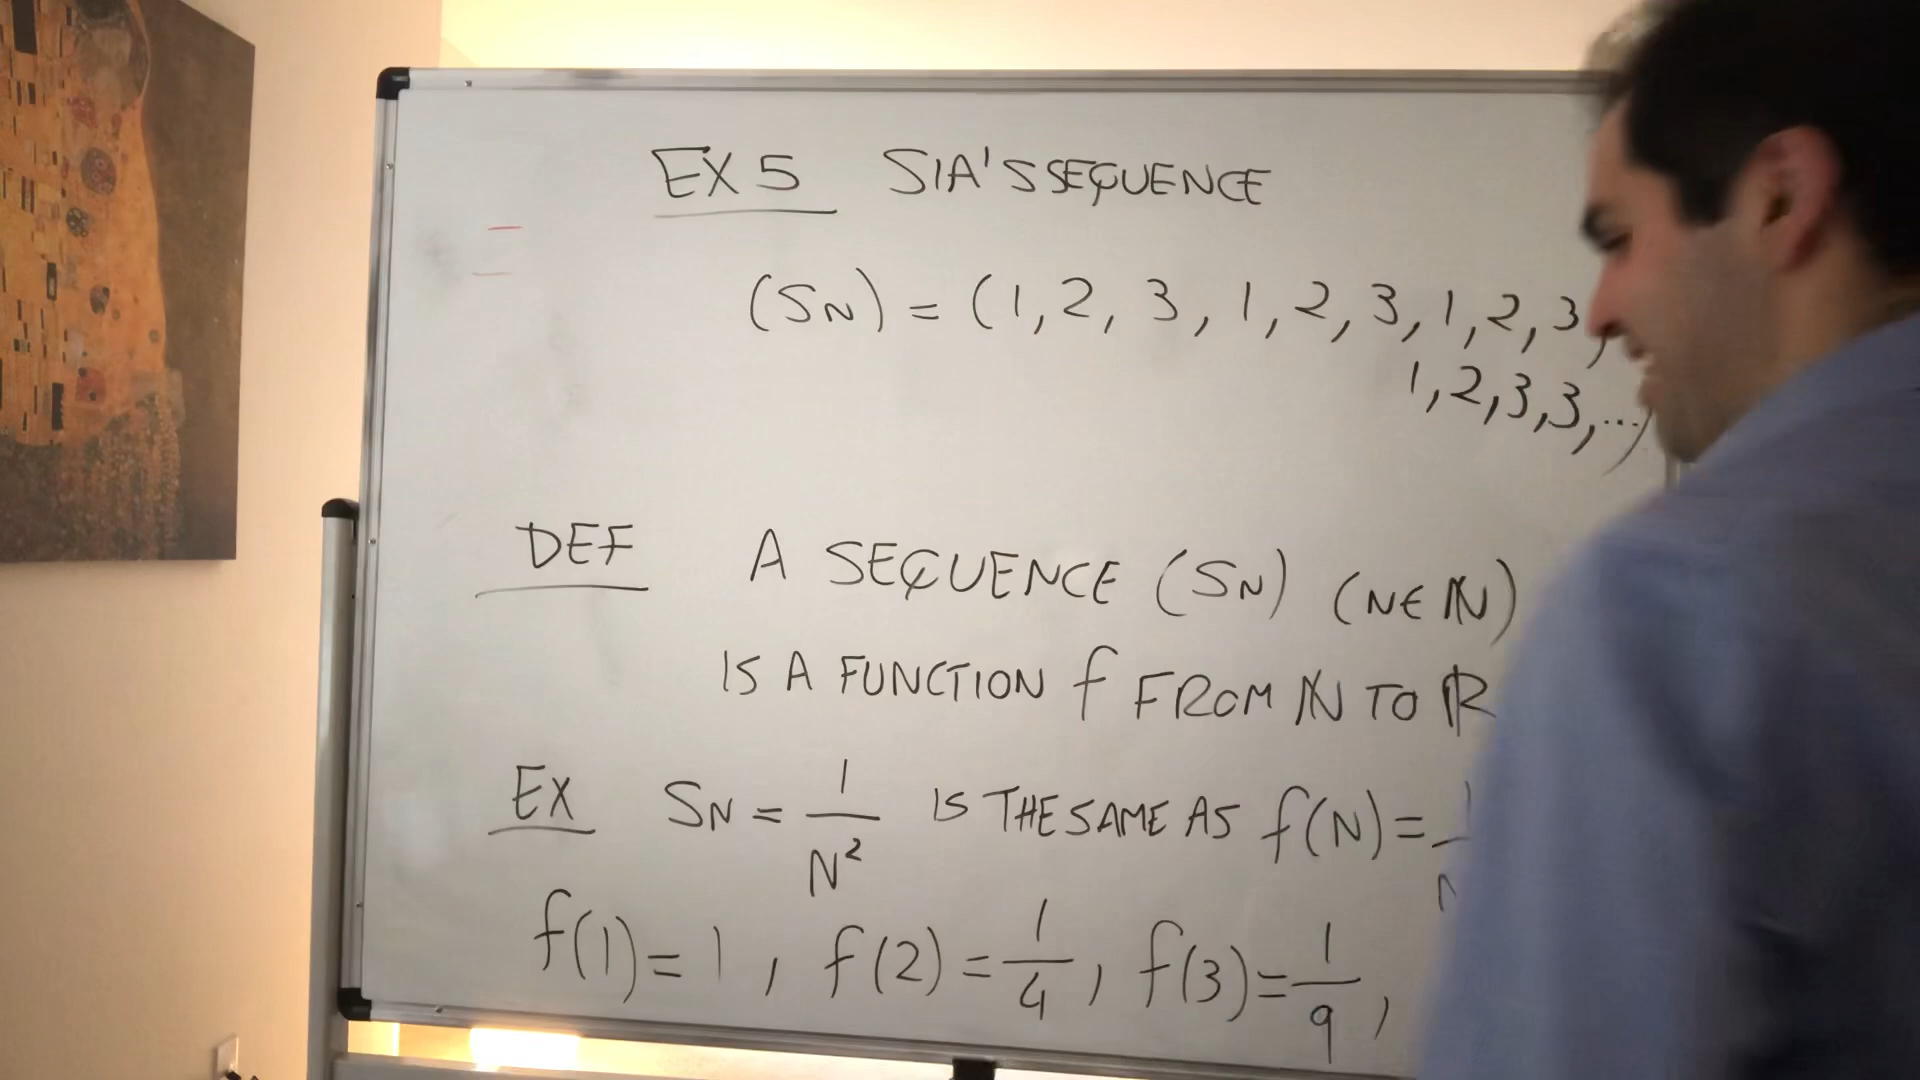 EX 5 SIA'S SEQUENCE
(SN) = (1, 2, 3, 1, 2, 3, 1, 2, 3,
1, 2, 3, 3, ...)
DEF A SEQUENCE (SN) (N∈ℕ)
IS A FUNCTION f FROM ℕ TO ℝ
EX SN = 1/N² IS THE SAME AS f(N) =
f(1) = 1, f(2) = 1/4, f(3) = 1/9,